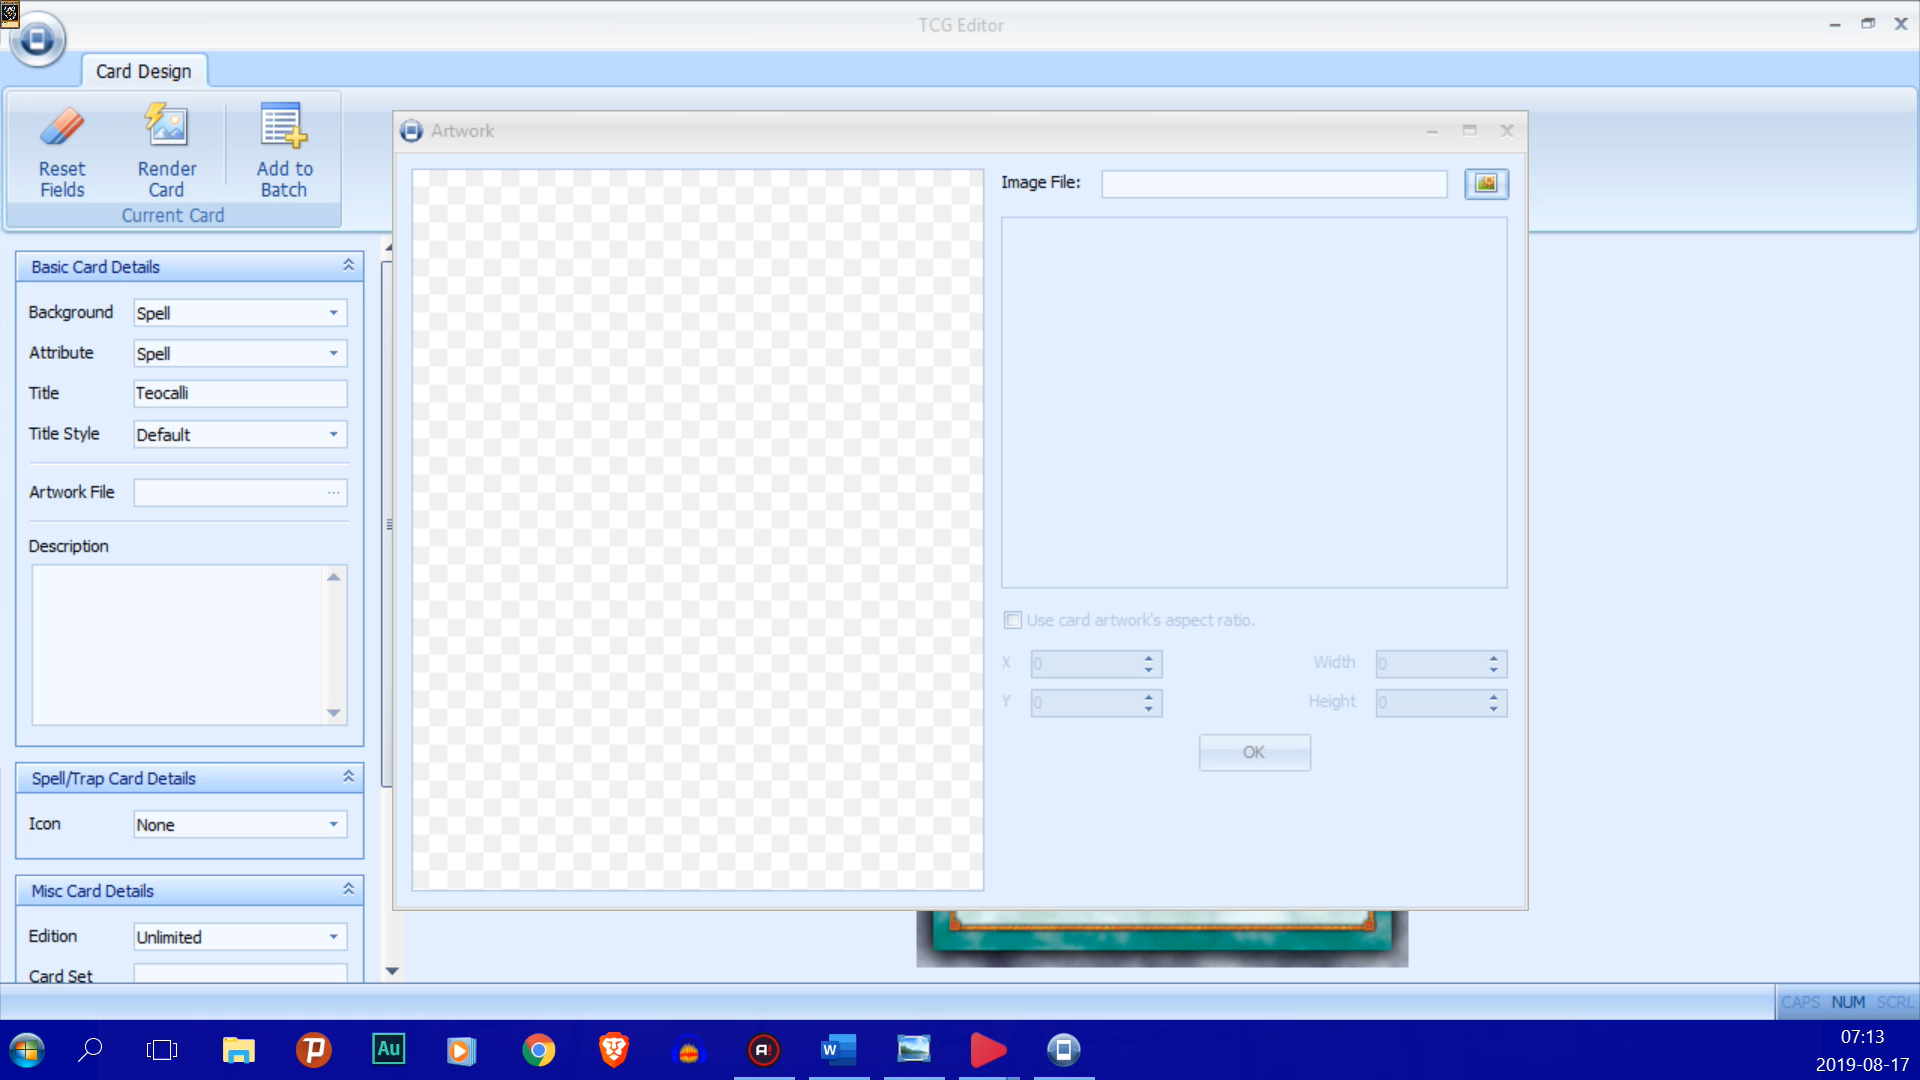 TCG Editor
Card Design
Reset Fields
Render Card
Add to Batch
Current Card
Artwork
Image File:
Basic Card Details
Background Spell
Attribute Spell
Title Teocalli
Title Style Default
Artwork File ...
Description
Use card artwork's aspect ratio.
X 0 Width 0
Y 0 Height 0
OK
Spell/Trap Card Details
Icon None
Misc Card Details
Edition Unlimited
Card Set
CAPS NUM SCRL
Au
A!
W
07:13
2019-08-17